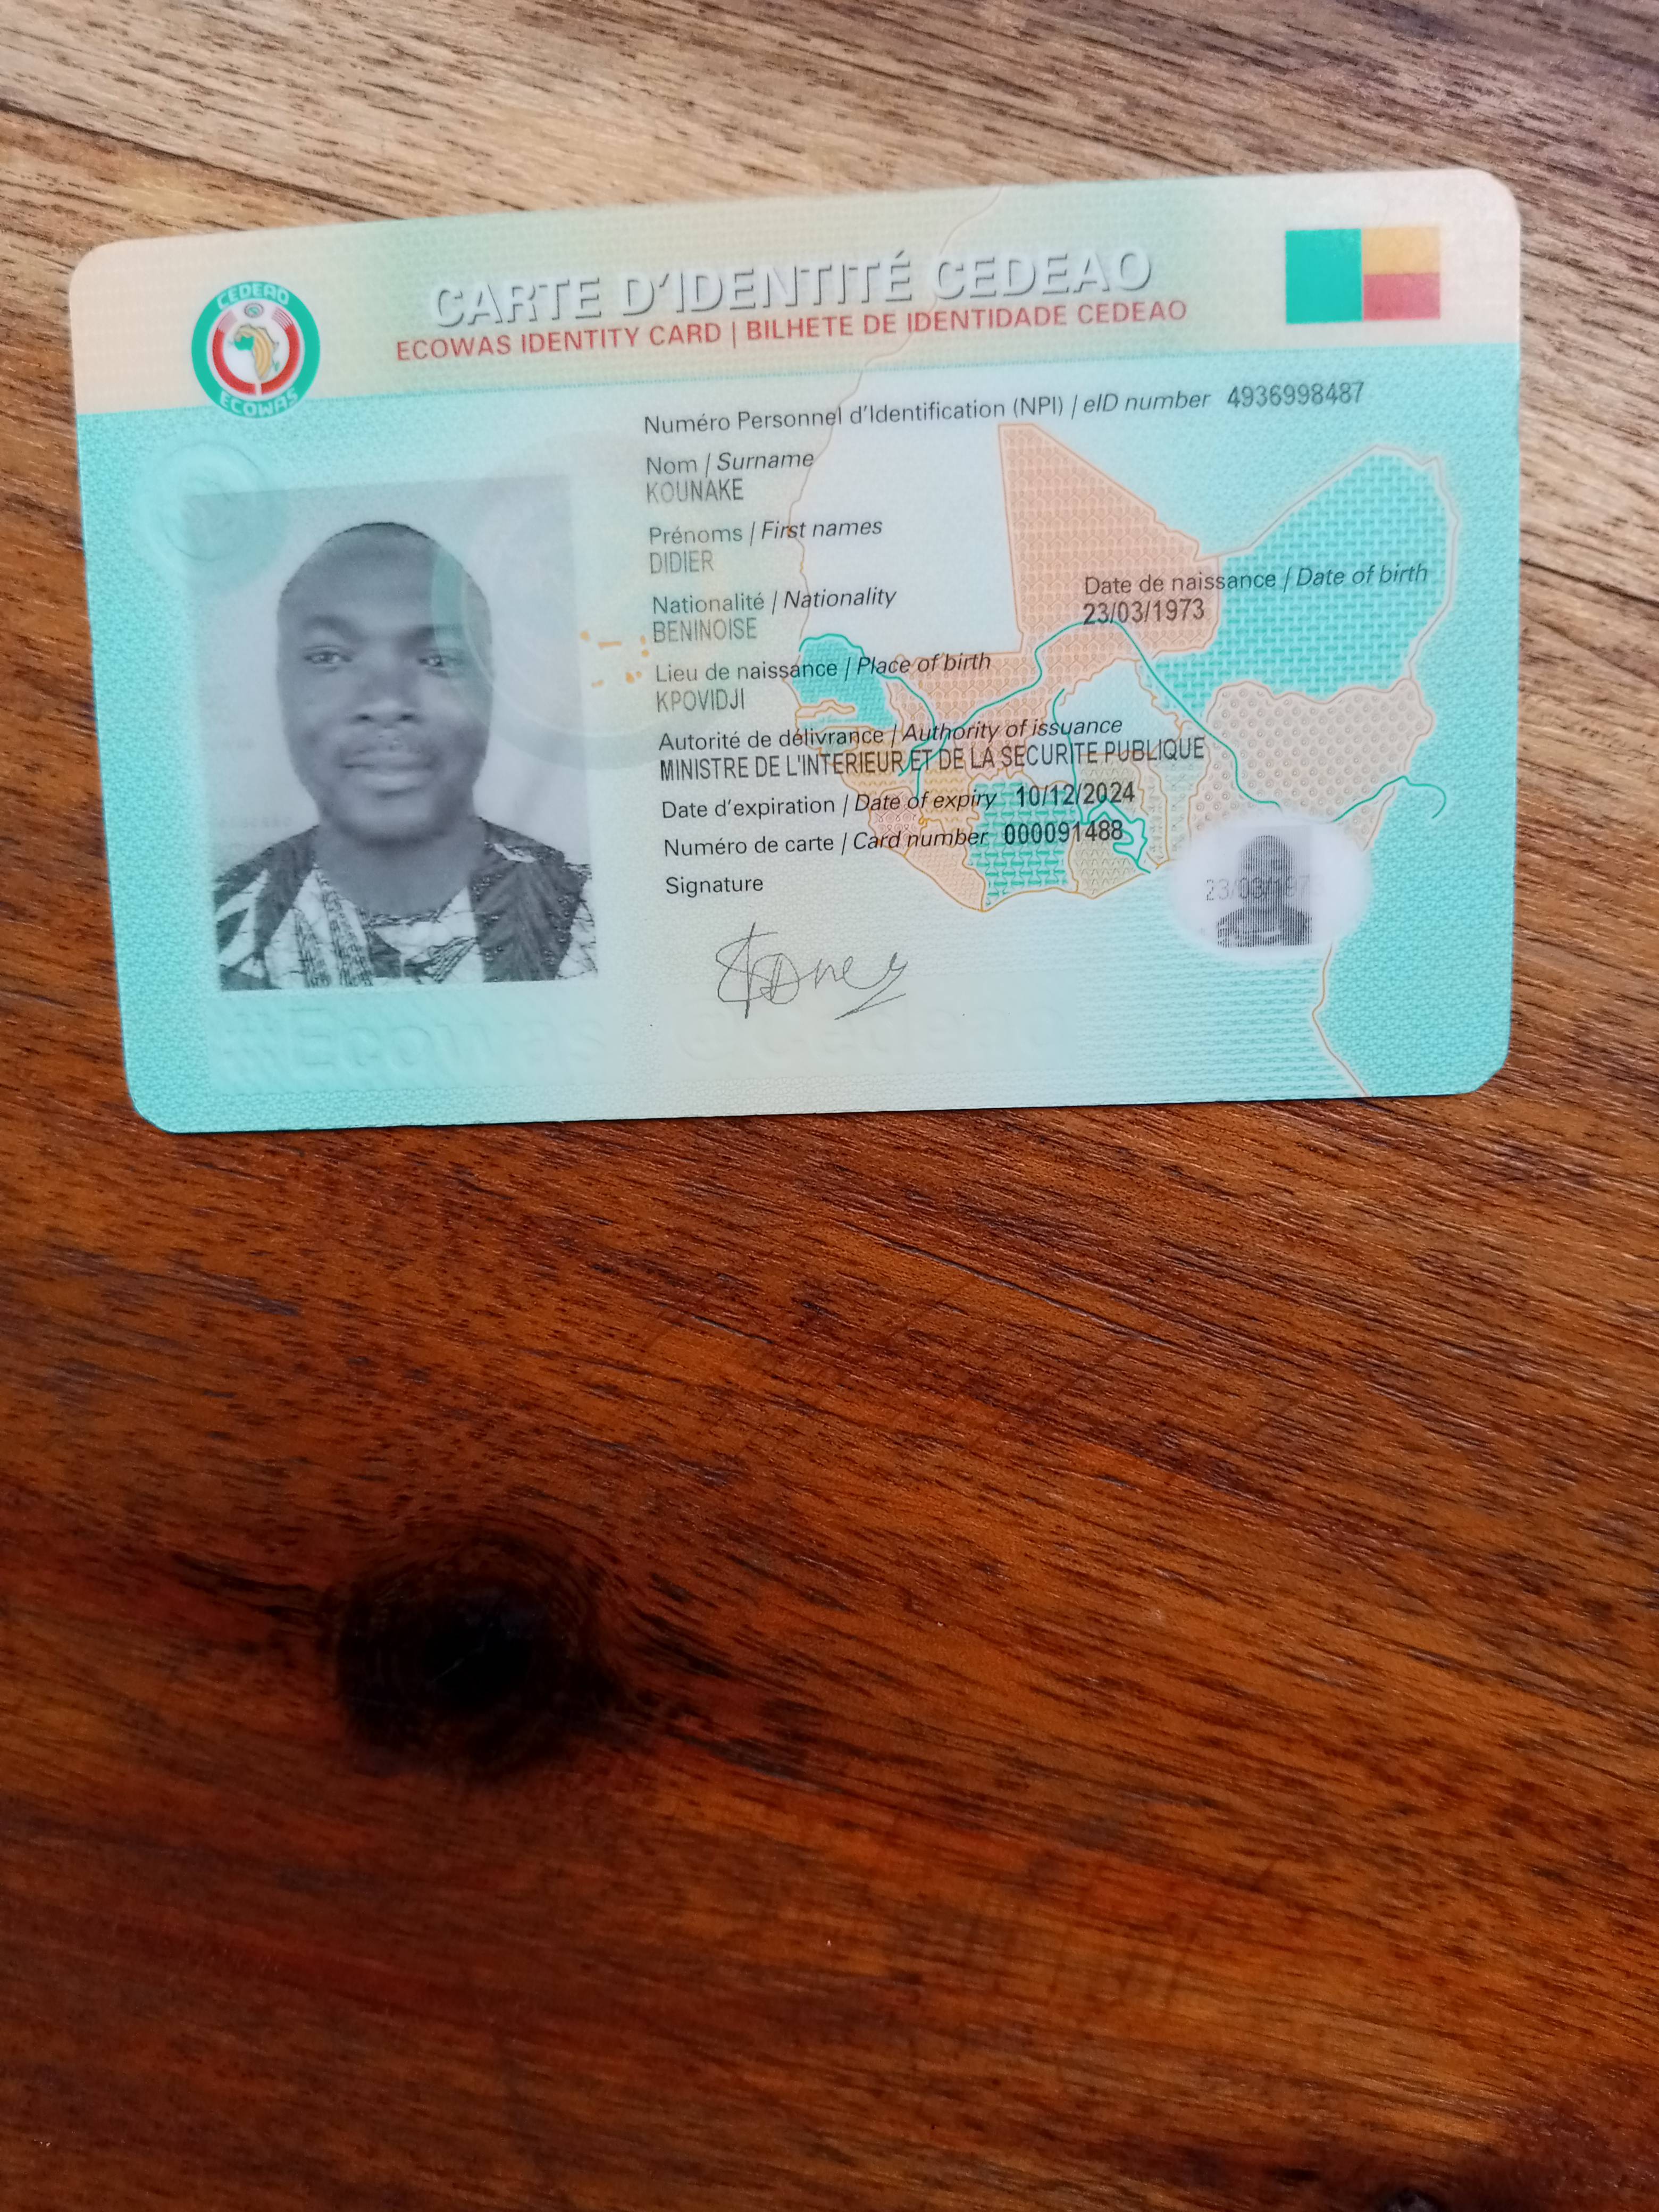 CEDEAO
ECOWAS
CARTE D'IDENTITÉ CEDEAO
ECOWAS IDENTITY CARD | BILHETE DE IDENTIDADE CEDEAO
Numéro Personnel d'Identification (NPI) / eID number 4936998487
Nom / Surname
KOUNAKE
Prénoms / First names
DIDIER
Nationalité / Nationality
BENINOISE
Date de naissance / Date of birth
23/03/1973
Lieu de naissance / Place of birth
KPOVIDJI
Autorité de délivrance / Authority of issuance
MINISTRE DE L'INTERIEUR ET DE LA SECURITE PUBLIQUE
Date d'expiration / Date of expiry 10/12/2024
Numéro de carte / Card number 000091488
Signature
23/03/197
#Ecowas